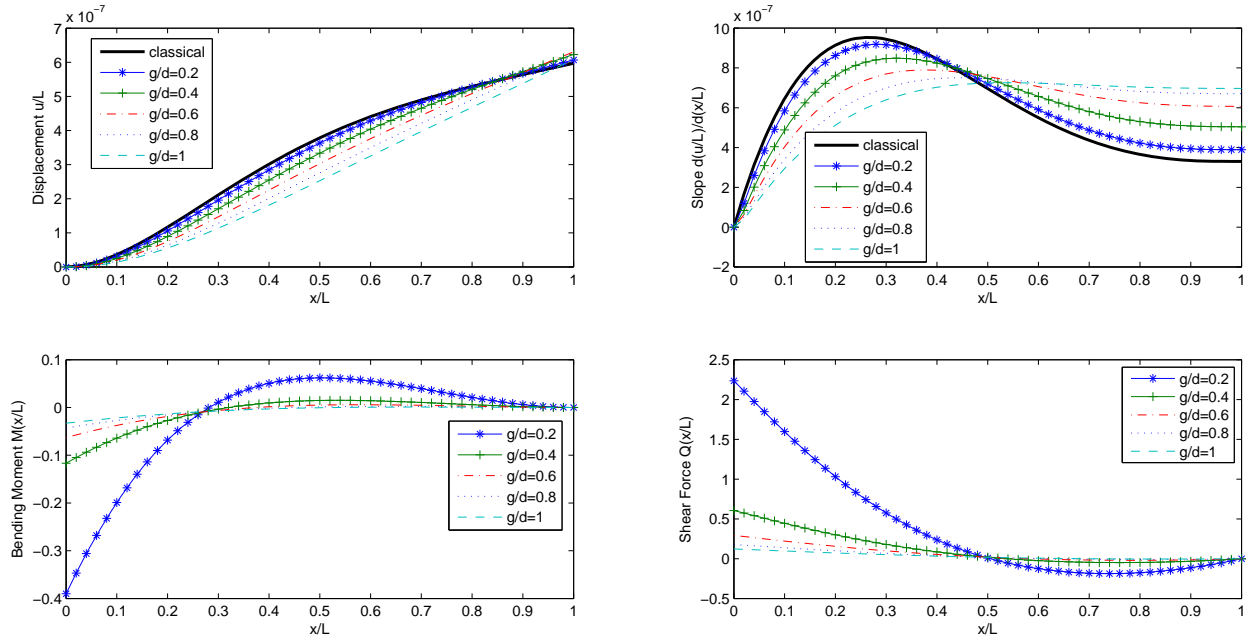 x 10^-7
7
6
5
4
3
2
1
0
Displacement u/L
classical
g/d=0.2
g/d=0.4
g/d=0.6
g/d=0.8
g/d=1
0 0.1 0.2 0.3 0.4 0.5 0.6 0.7 0.8 0.9 1
x/L
x 10^-7
10
8
6
4
2
0
−2
Slope d(u/L)/d(x/L)
classical
g/d=0.2
g/d=0.4
g/d=0.6
g/d=0.8
g/d=1
0 0.1 0.2 0.3 0.4 0.5 0.6 0.7 0.8 0.9 1
x/L
0.1
0
−0.1
−0.2
−0.3
−0.4
Bending Moment M(x/L)
g/d=0.2
g/d=0.4
g/d=0.6
g/d=0.8
g/d=1
0 0.1 0.2 0.3 0.4 0.5 0.6 0.7 0.8 0.9 1
x/L
2.5
2
1.5
1
0.5
0
−0.5
Shear Force Q(x/L)
g/d=0.2
g/d=0.4
g/d=0.6
g/d=0.8
g/d=1
0 0.1 0.2 0.3 0.4 0.5 0.6 0.7 0.8 0.9 1
x/L